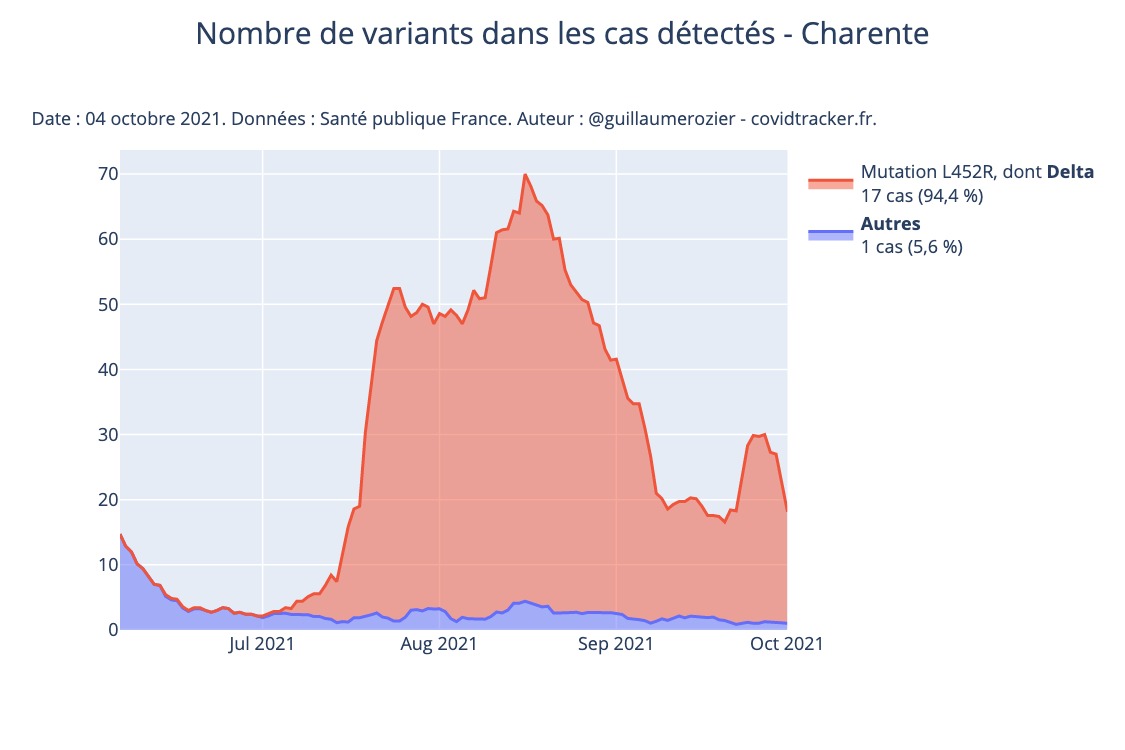 Nombre de variants dans les cas détectés - Charente
Date : 04 octobre 2021. Données : Santé publique France. Auteur : @guillaumerozier - covidtracker.fr.
Mutation L452R, dont Delta
17 cas (94,4 %)
Autres
1 cas (5,6 %)
70
60
50
40
30
20
10
0
Jul 2021 Aug 2021 Sep 2021 Oct 2021